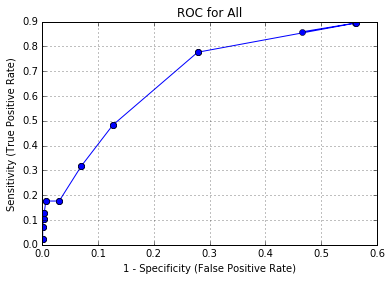 ROC for All
Sensitivity (True Positive Rate)
0.9
0.8
0.7
0.6
0.5
0.4
0.3
0.2
0.1
0.0
0.0 0.1 0.2 0.3 0.4 0.5 0.6
1 - Specificity (False Positive Rate)